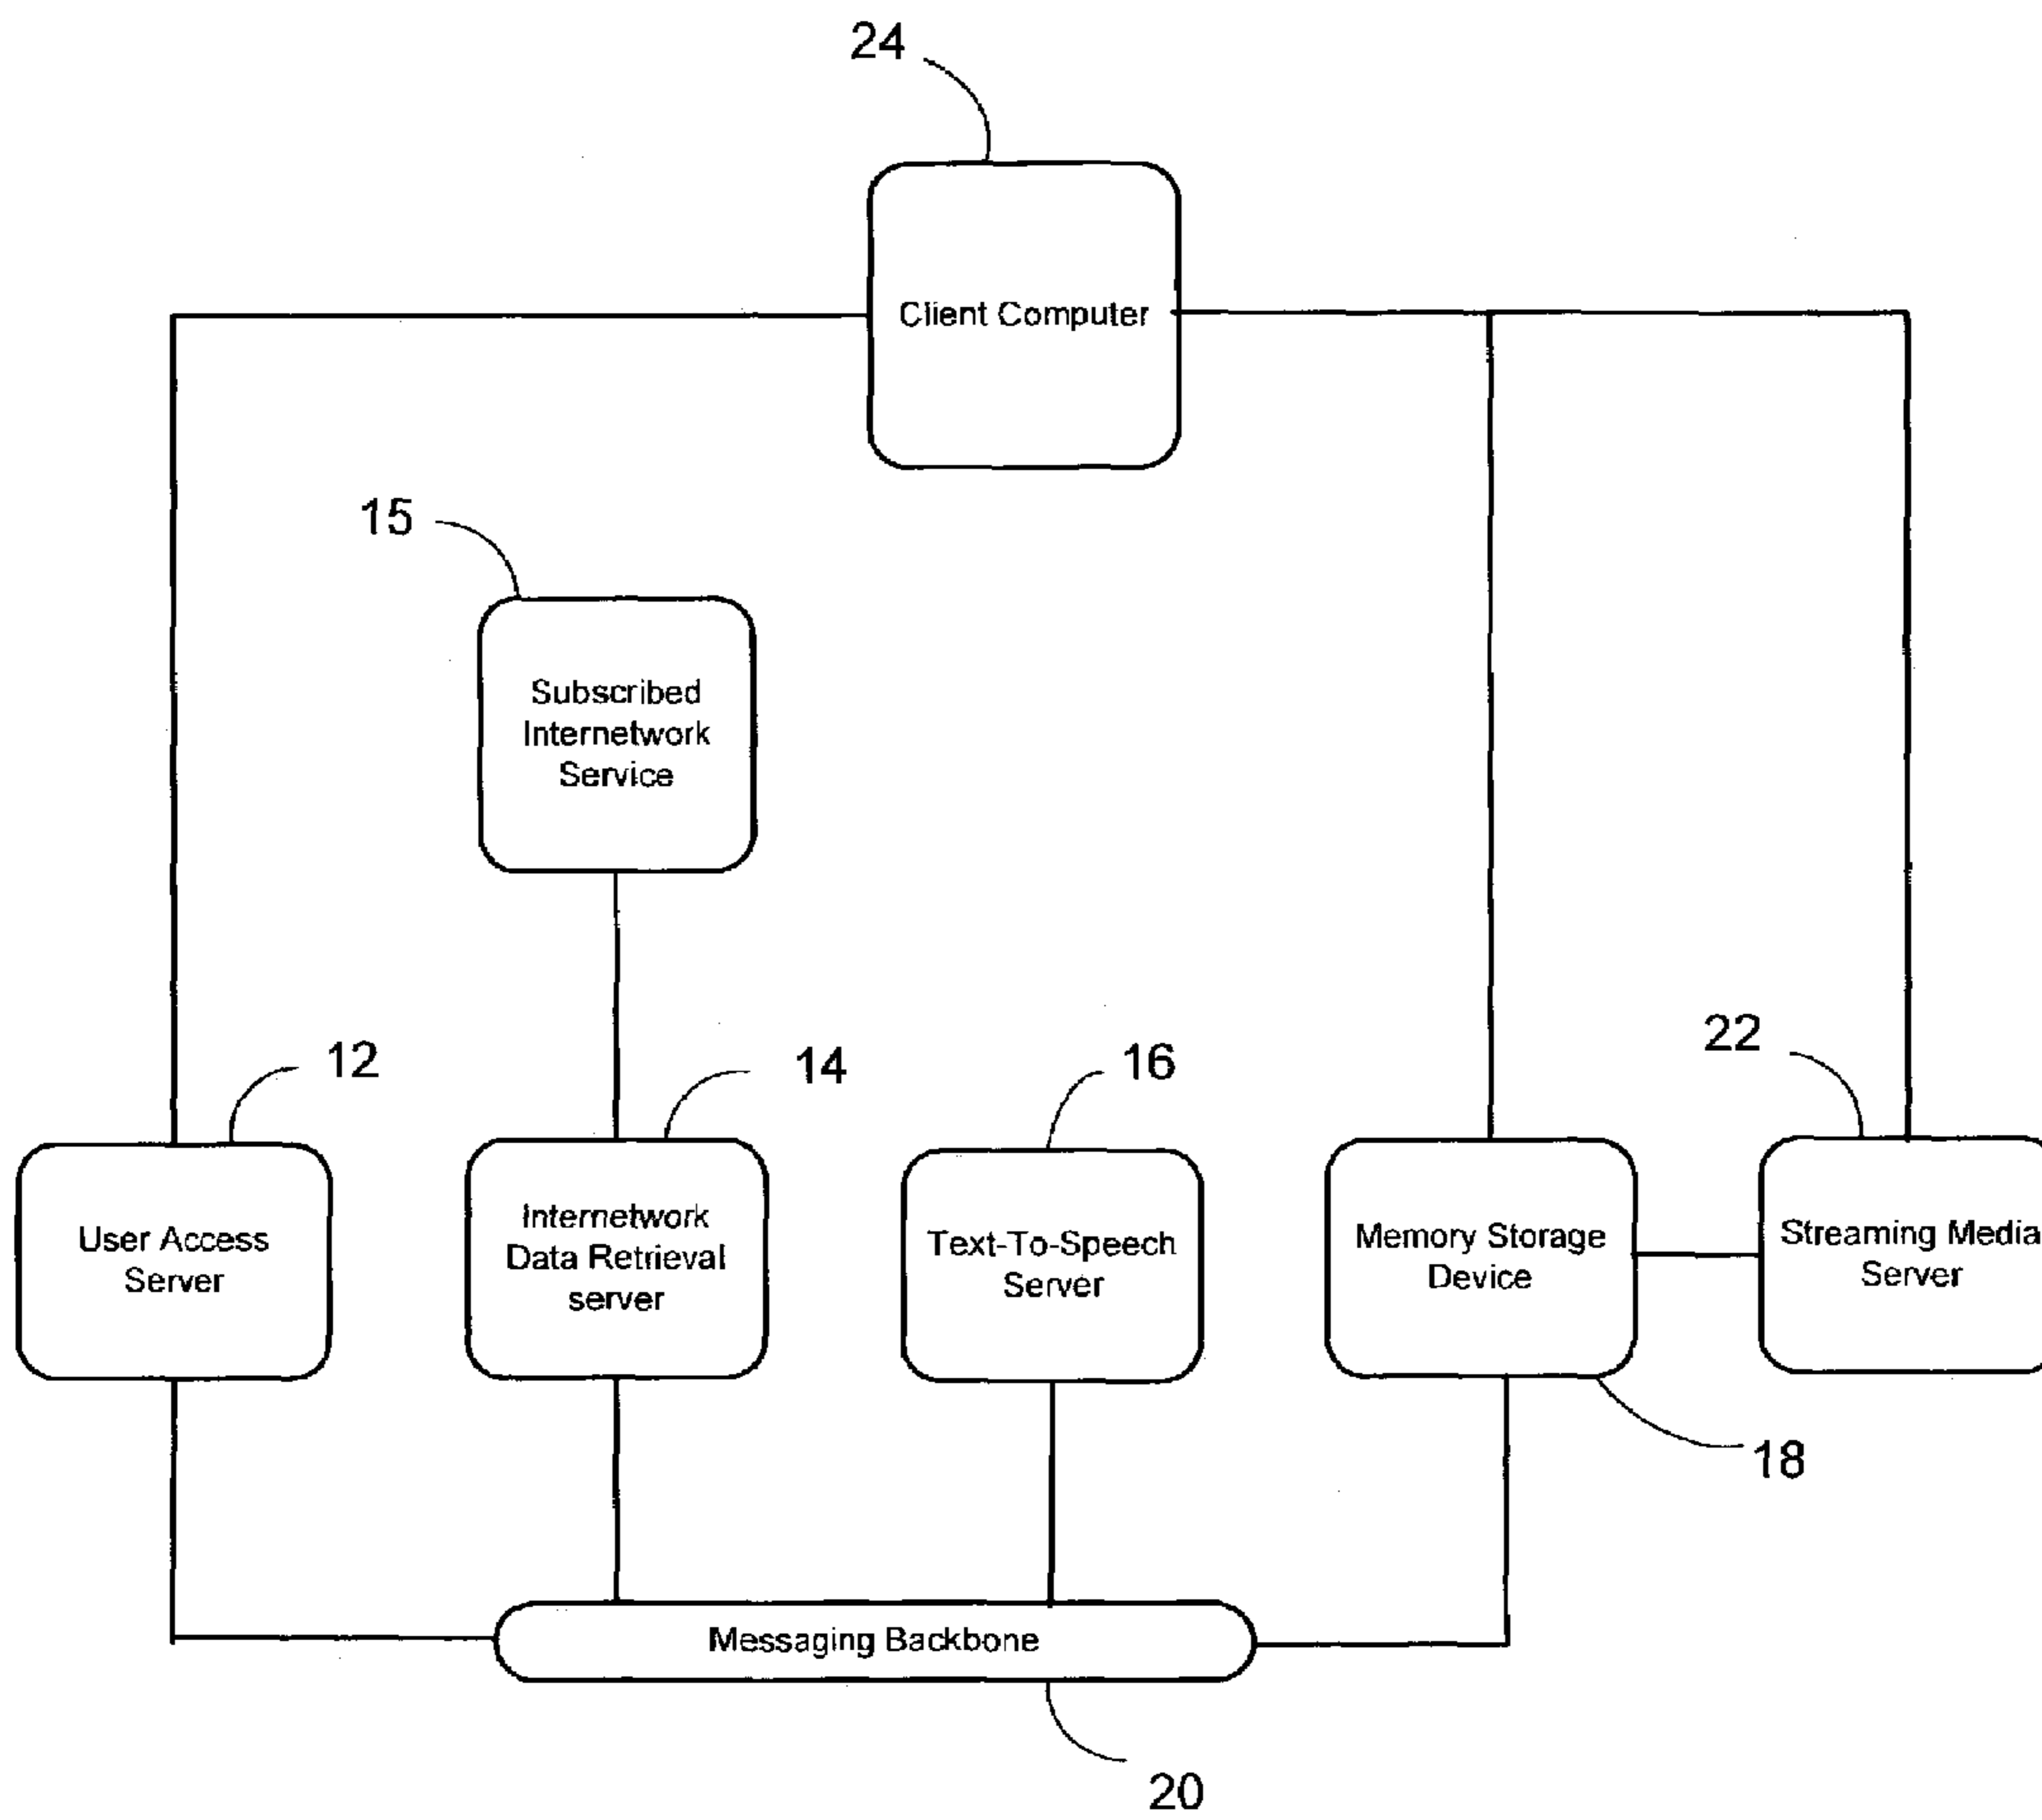 24
Client Computer
15
Subscribed
Internetwork
Service
12
14
16
22
User Access
Server
Internetwork
Data Retrieval
server
Text-To-Speech
Server
Memory Storage
Device
Streaming Media
Server
18
Messaging Backbone
20